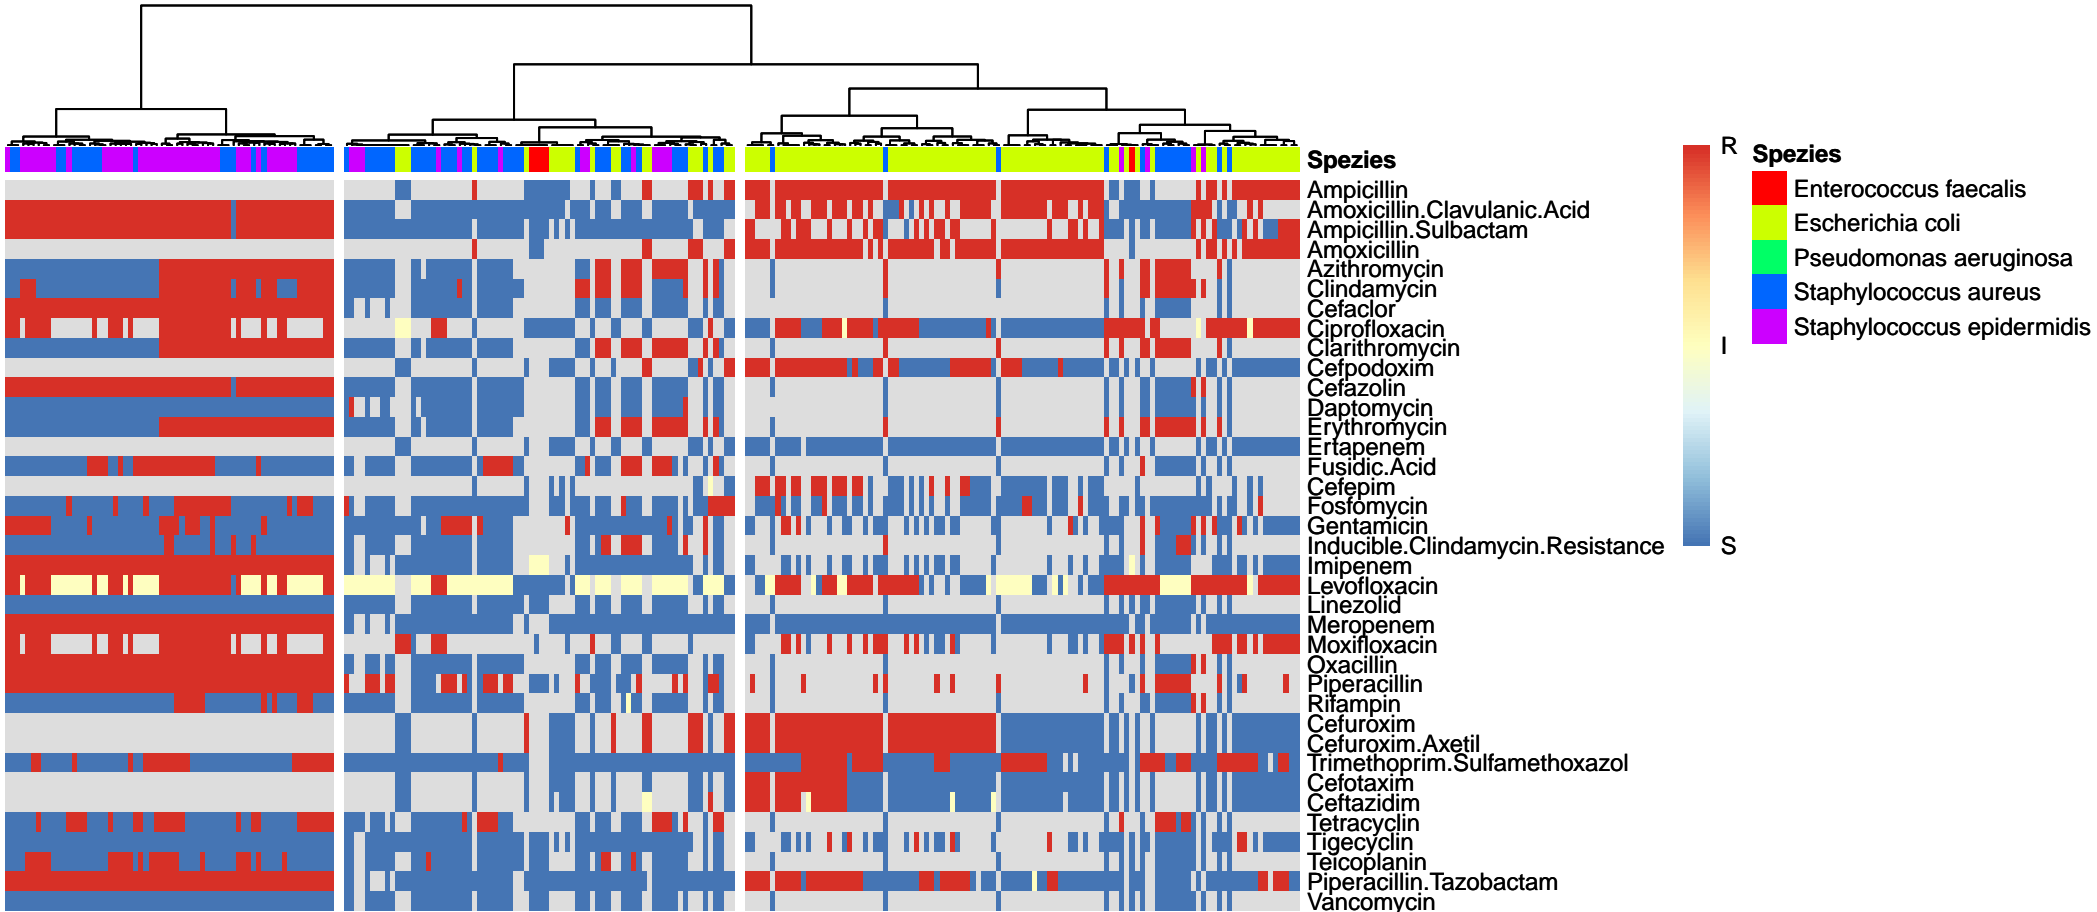 Spezies
Ampicillin
Amoxicillin.Clavulanic.Acid
Ampicillin.Sulbactam
Amoxicillin
Azithromycin
Clindamycin
Cefaclor
Ciprofloxacin
Clarithromycin
Cefpodoxim
Cefazolin
Daptomycin
Erythromycin
Ertapenem
Fusidic.Acid
Cefepim
Fosfomycin
Gentamicin
Inducible.Clindamycin.Resistance
Imipenem
Levofloxacin
Linezolid
Meropenem
Moxifloxacin
Oxacillin
Piperacillin
Rifampin
Cefuroxim
Cefuroxim.Axetil
Trimethoprim.Sulfamethoxazol
Cefotaxim
Ceftazidim
Tetracyclin
Tigecyclin
Teicoplanin
Piperacillin.Tazobactam
Vancomycin
R
I
S
Spezies
Enterococcus faecalis
Escherichia coli
Pseudomonas aeruginosa
Staphylococcus aureus
Staphylococcus epidermidis